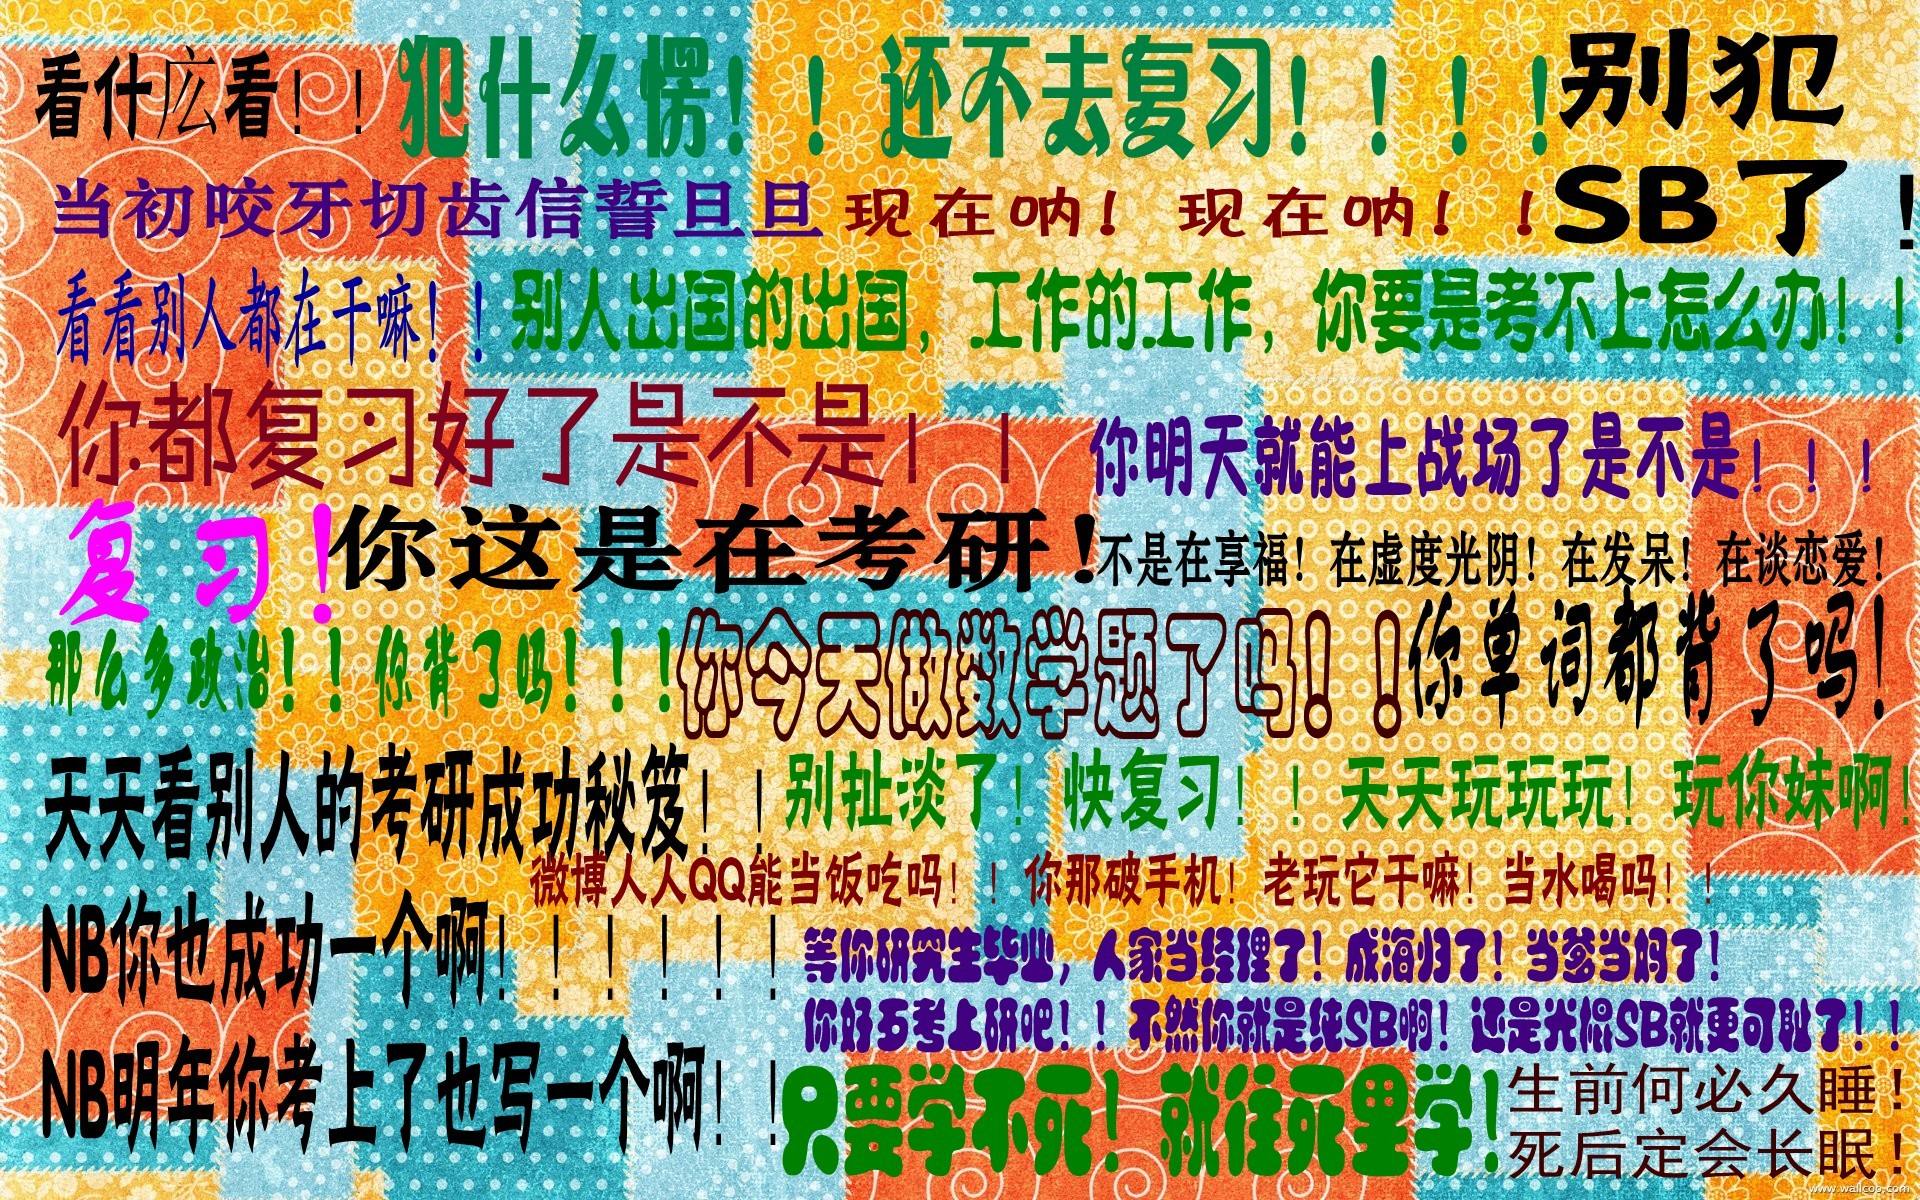 看什庅看！！犯什么愣！！还不去复习！！！！别犯
SB了！
当初咬牙切齿信誓旦旦现在呐！现在呐！！
看看别人都在干嘛！！别人出国的出国，工作的工作，你要是考不上怎么办！！
你都复习好了是不是！！你明天就能上战场了是不是！！！
复习！你这是在考研！不是在享福！在虚度光阴！在发呆！在谈恋爱！
那么多政治！！你背了吗！！！你今天做数学题了吗！！你单词都背了吗！
天天看别人的考研成功秘笈！！别扯淡了！快复习！！天天玩玩玩！玩你妹啊！
微博人人QQ能当饭吃吗！！你那破手机！老玩它干嘛！当水喝吗！！
NB你也成功一个啊！！！！！！
等你研究生毕业，人家当经理了！成海归了！当爹当妈了！
你好歹考上研吧！！不然你就是纯SB啊！还是光棍SB就更可耻了！！
NB明年你考上了也写一个啊！！
只要学不死！就往死里学！
生前何必久睡！
死后定会长眠！
www.wallcoo.com